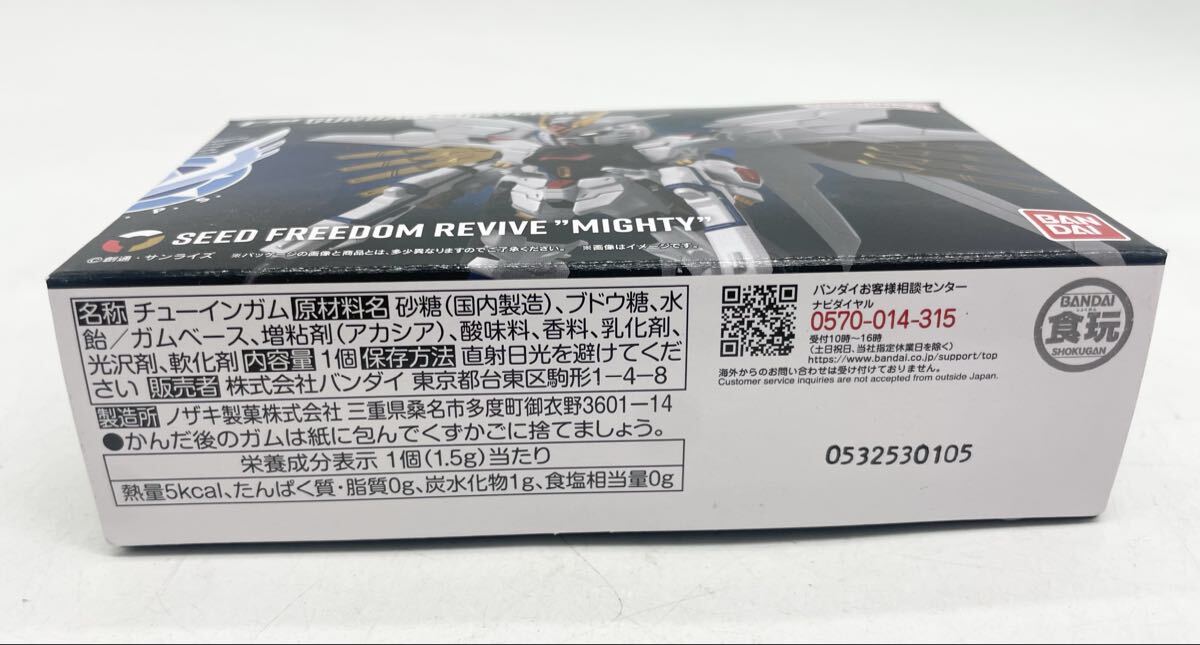 GUNDAM
SEED FREEDOM REVIVE "MIGHTY"
©創通・サンライズ ※パッケージの画像と商品とは、多少異なりますのでご了承ください。 ※画像はイメージです。
BAN
DAI
名称 チューインガム 原材料名 砂糖(国内製造)、ブドウ糖、水
飴/ガムベース、増粘剤(アカシア)、酸味料、香料、乳化剤、
光沢剤、軟化剤 内容量 1個 保存方法 直射日光を避けてくだ
さい 販売者 株式会社バンダイ 東京都台東区駒形1-4-8
製造所 ノザキ製菓株式会社 三重県桑名市多度町御衣野3601-14
●かんだ後のガムは紙に包んでくずかごに捨てましょう。
栄養成分表示 1個(1.5g)当たり
熱量5kcal、たんぱく質・脂質0g、炭水化物1g、食塩相当量0g
バンダイお客様相談センター
ナビダイヤル
0570-014-315
受付10時~16時
(土日祝日、当社指定休業日を除く)
https://www.bandai.co.jp/support/top
海外からのお問い合わせは受付けておりません。
Customer service inquiries are not accepted from outside Japan.
BANDAI
食玩
SHOKUGAN
0532530105